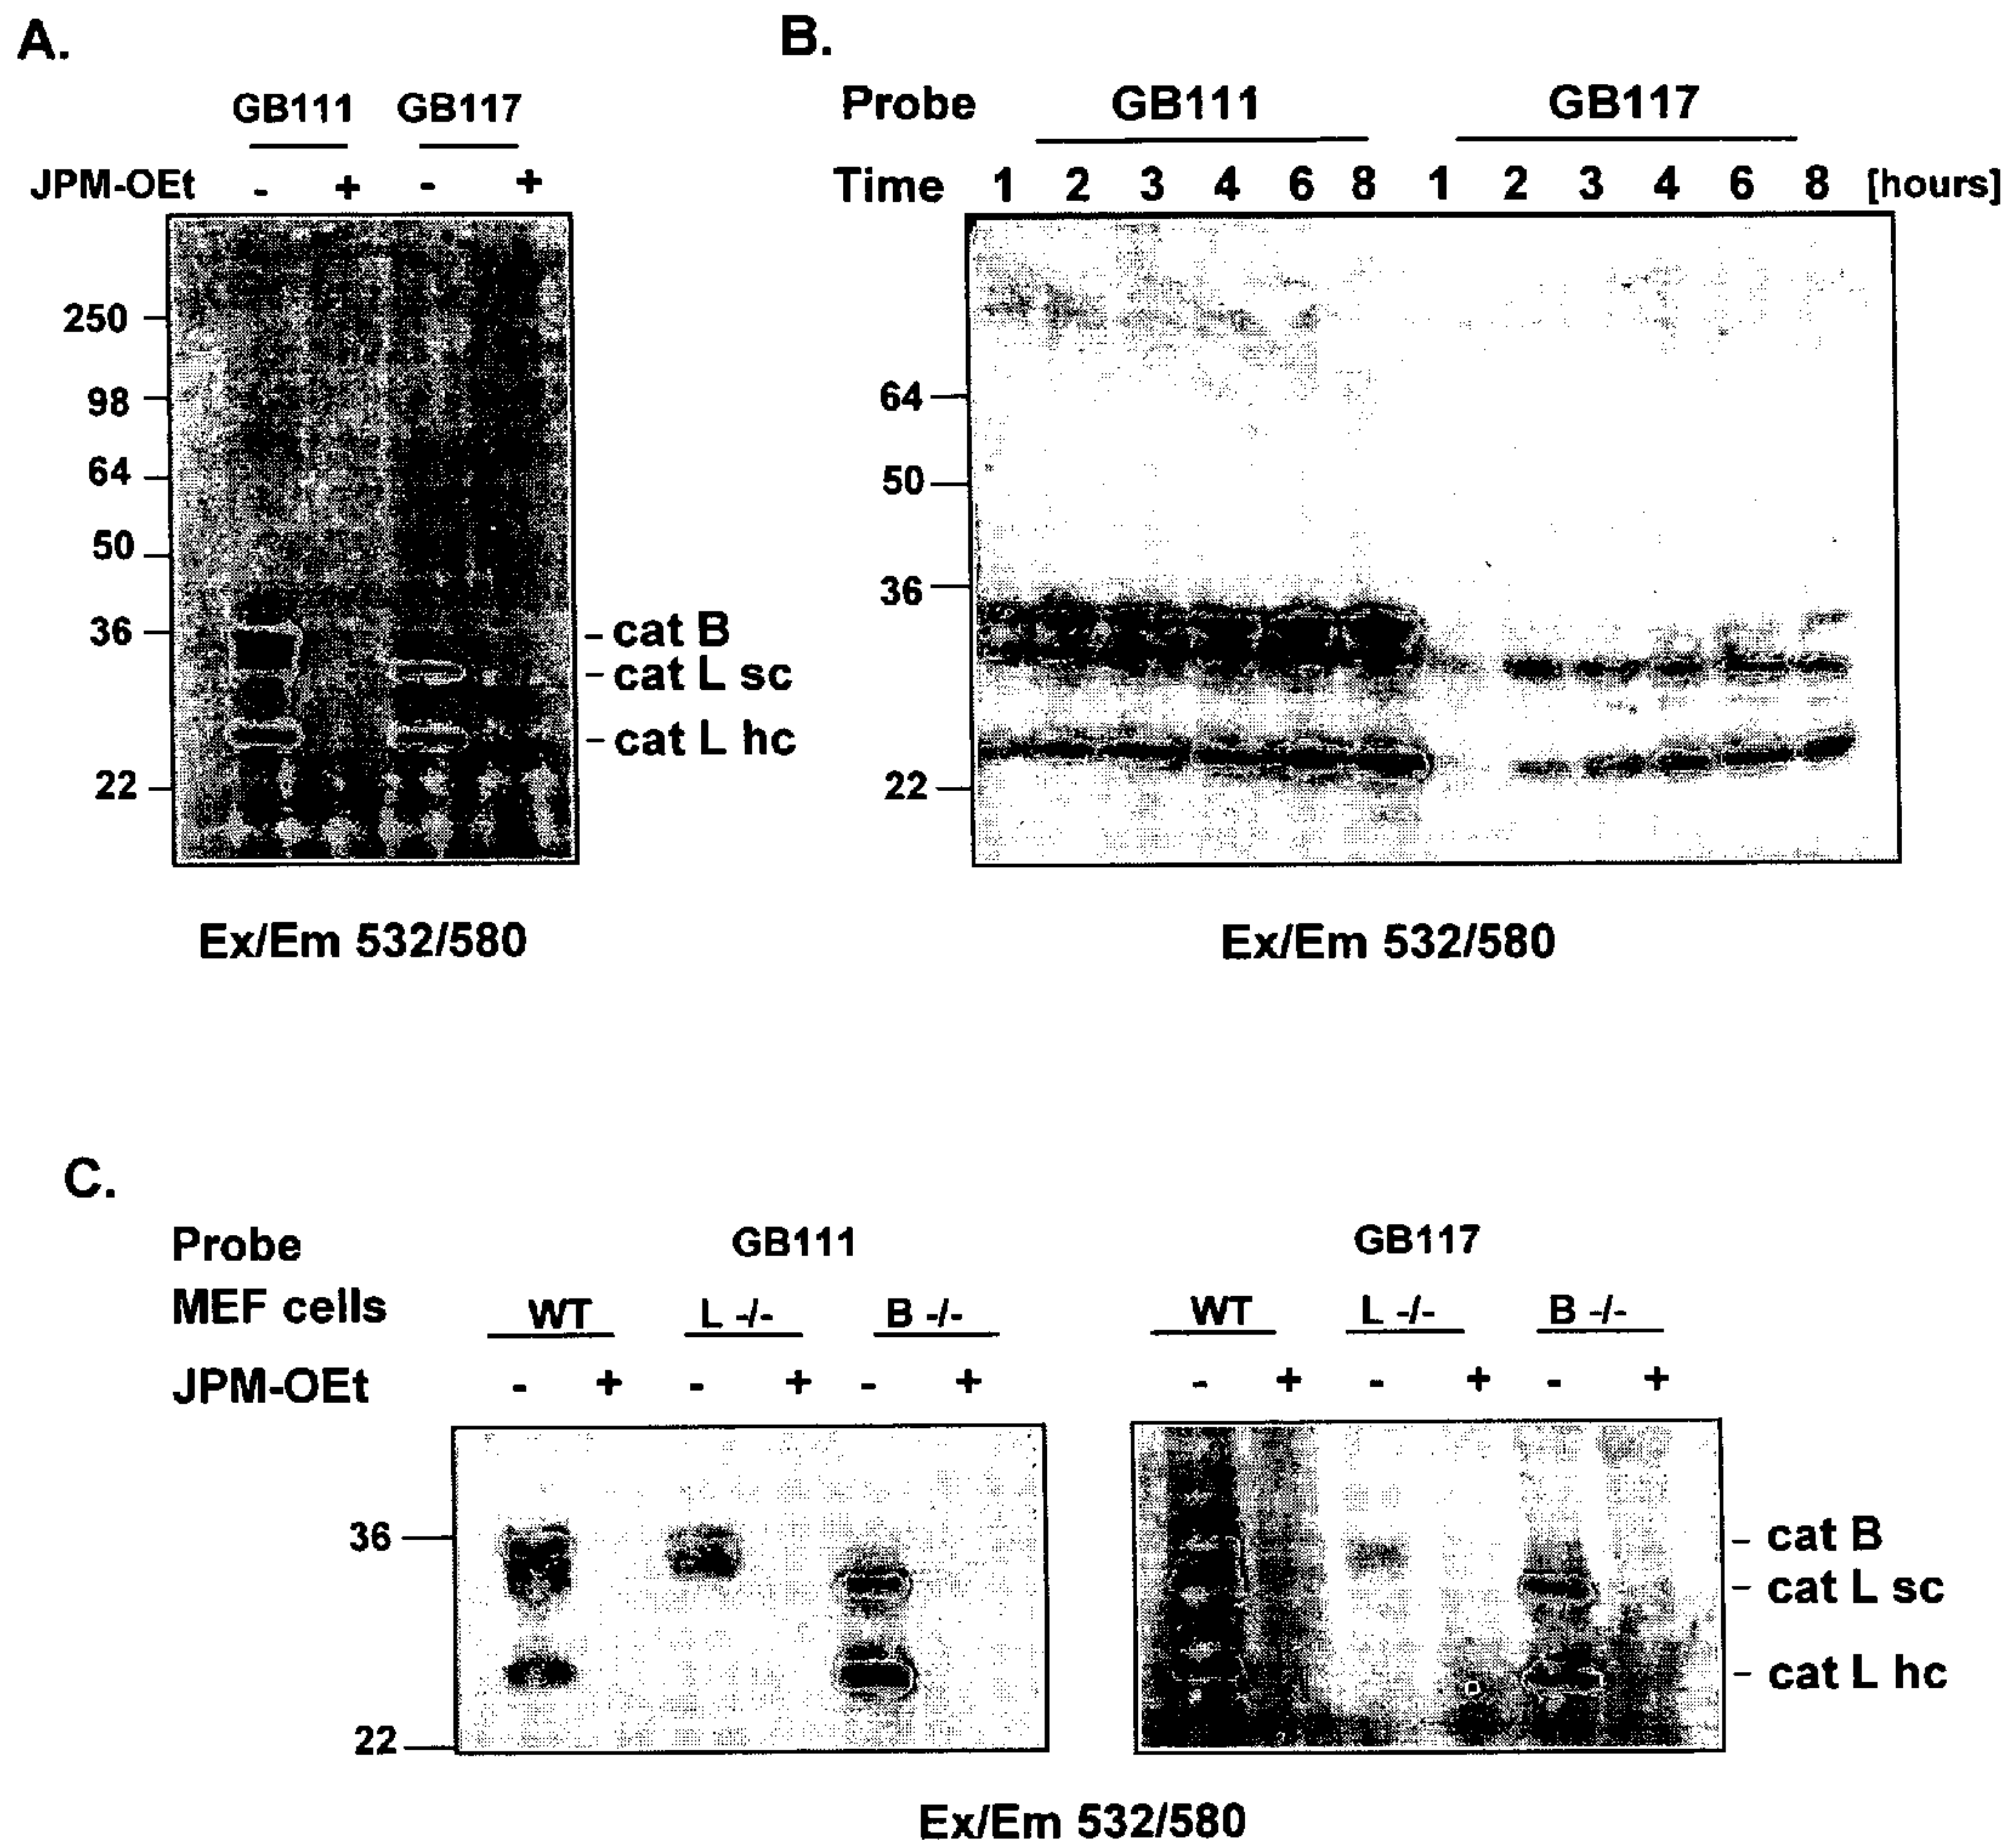 A.
GB111 GB117
JPM-OEt - + - +
250
98
64
50
36
22
cat B
cat L sc
cat L hc
Ex/Em 532/580
B.
Probe GB111 GB117
Time 1 2 3 4 6 8 1 2 3 4 6 8 [hours]
64
50
36
22
Ex/Em 532/580
C.
Probe GB111 GB117
MEF cells WT L -/- B -/- WT L -/- B -/-
JPM-OEt - + - + - + - + - + - +
36
22
cat B
cat L sc
cat L hc
Ex/Em 532/580